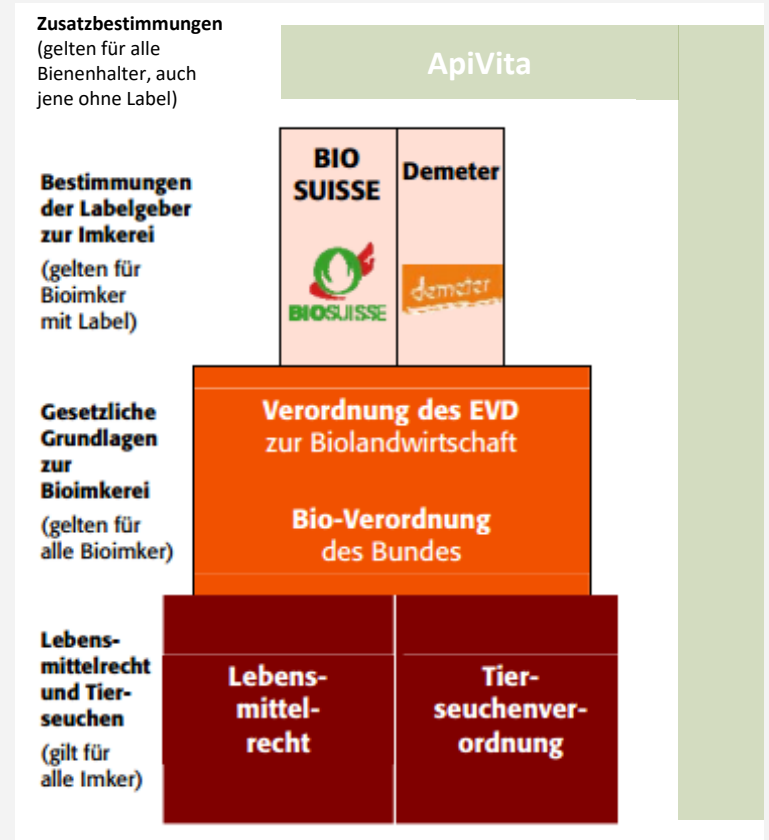 Zusatzbestimmungen
(gelten für alle
Bienenhalter, auch
jene ohne Label)
ApiVita
Bestimmungen
der Labelgeber
zur Imkerei
(gelten für
Bioimker
mit Label)
BIO
SUISSE
BIOSUISSE
Demeter
demeter
Gesetzliche
Grundlagen
zur
Bioimkerei
(gelten für
alle Bioimker)
Verordnung des EVD
zur Biolandwirtschaft
Bio-Verordnung
des Bundes
Lebens-
mittelrecht
und Tier-
seuchen
(gilt für
alle Imker)
Lebens-
mittel-
recht
Tier-
seuchenver-
ordnung